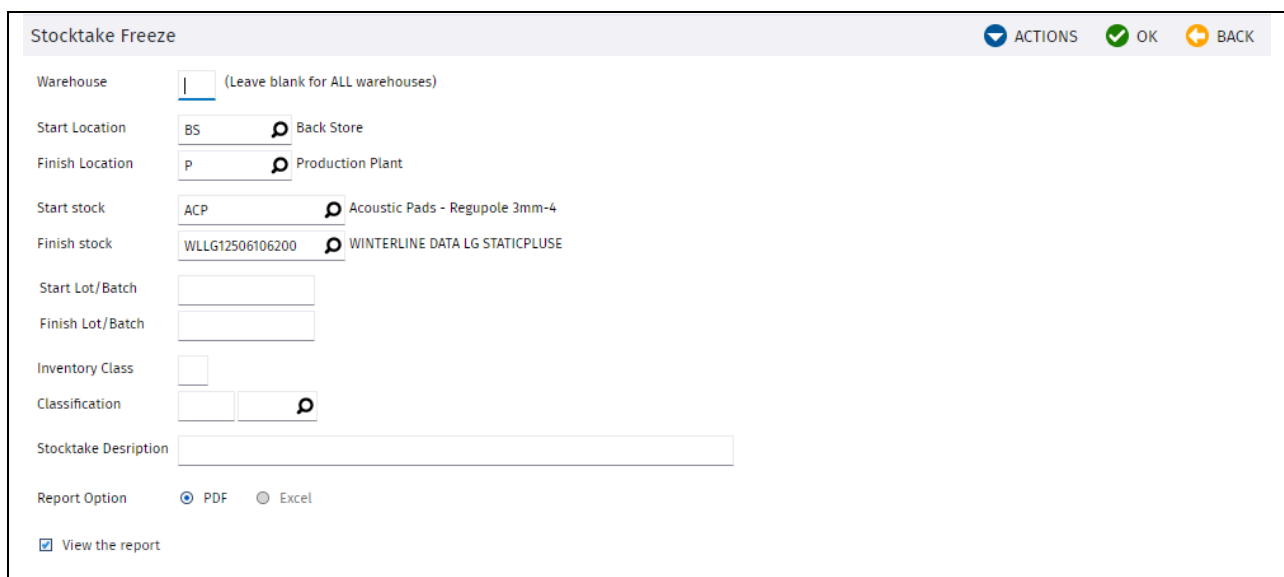 Stocktake Freeze ACTIONS OK BACK
Warehouse (Leave blank for ALL warehouses)
Start Location BS Back Store
Finish Location P Production Plant
Start stock ACP Acoustic Pads - Regupole 3mm-4
Finish stock WLLG12506106200 WINTERLINE DATA LG STATICPLUSE
Start Lot/Batch
Finish Lot/Batch
Inventory Class
Classification
Stocktake Desription
Report Option PDF Excel
View the report